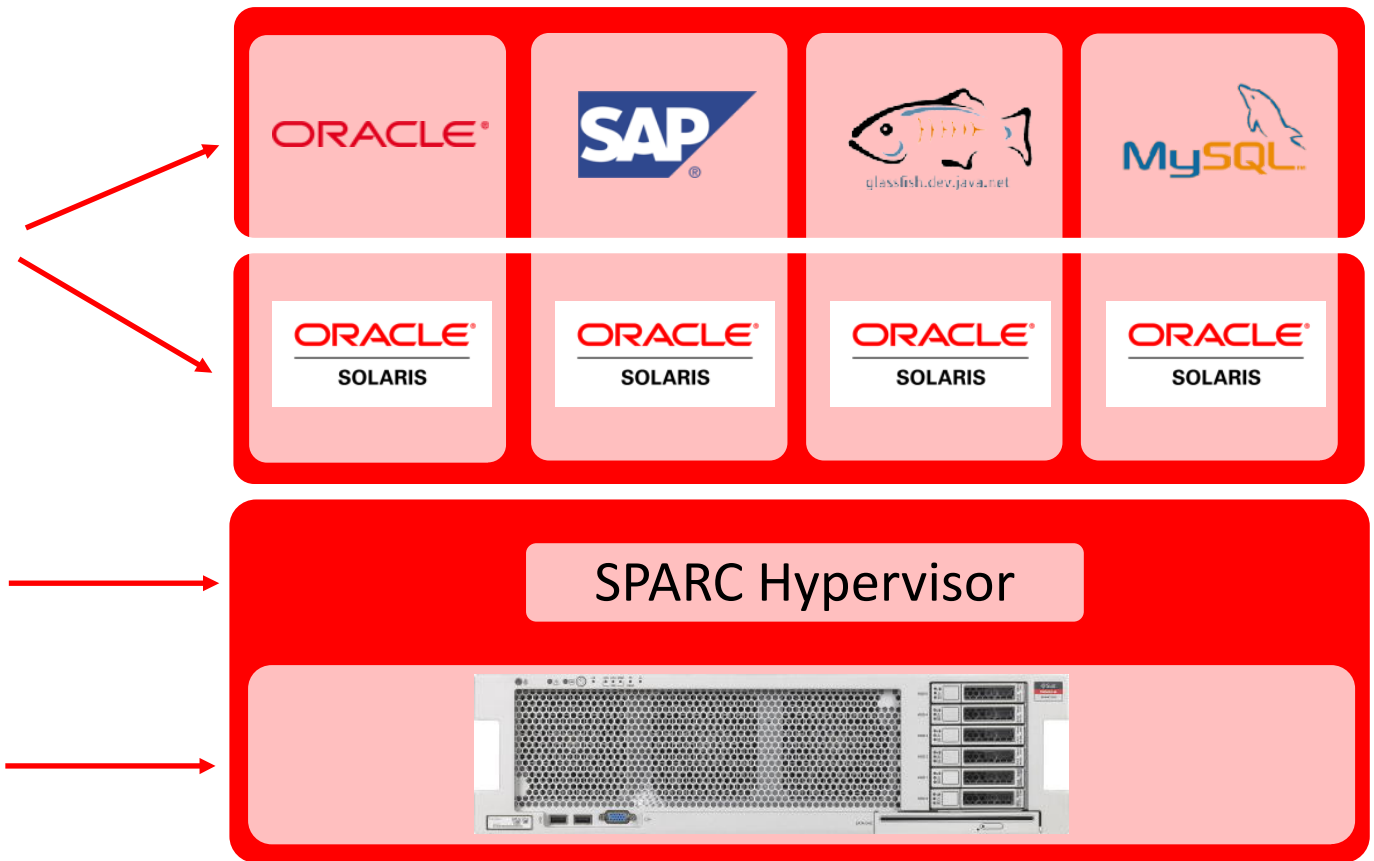 ORACLE®
SAP
®
glassfish.dev.java.net
MySQL
ORACLE®
SOLARIS
ORACLE®
SOLARIS
ORACLE®
SOLARIS
ORACLE®
SOLARIS
SPARC Hypervisor